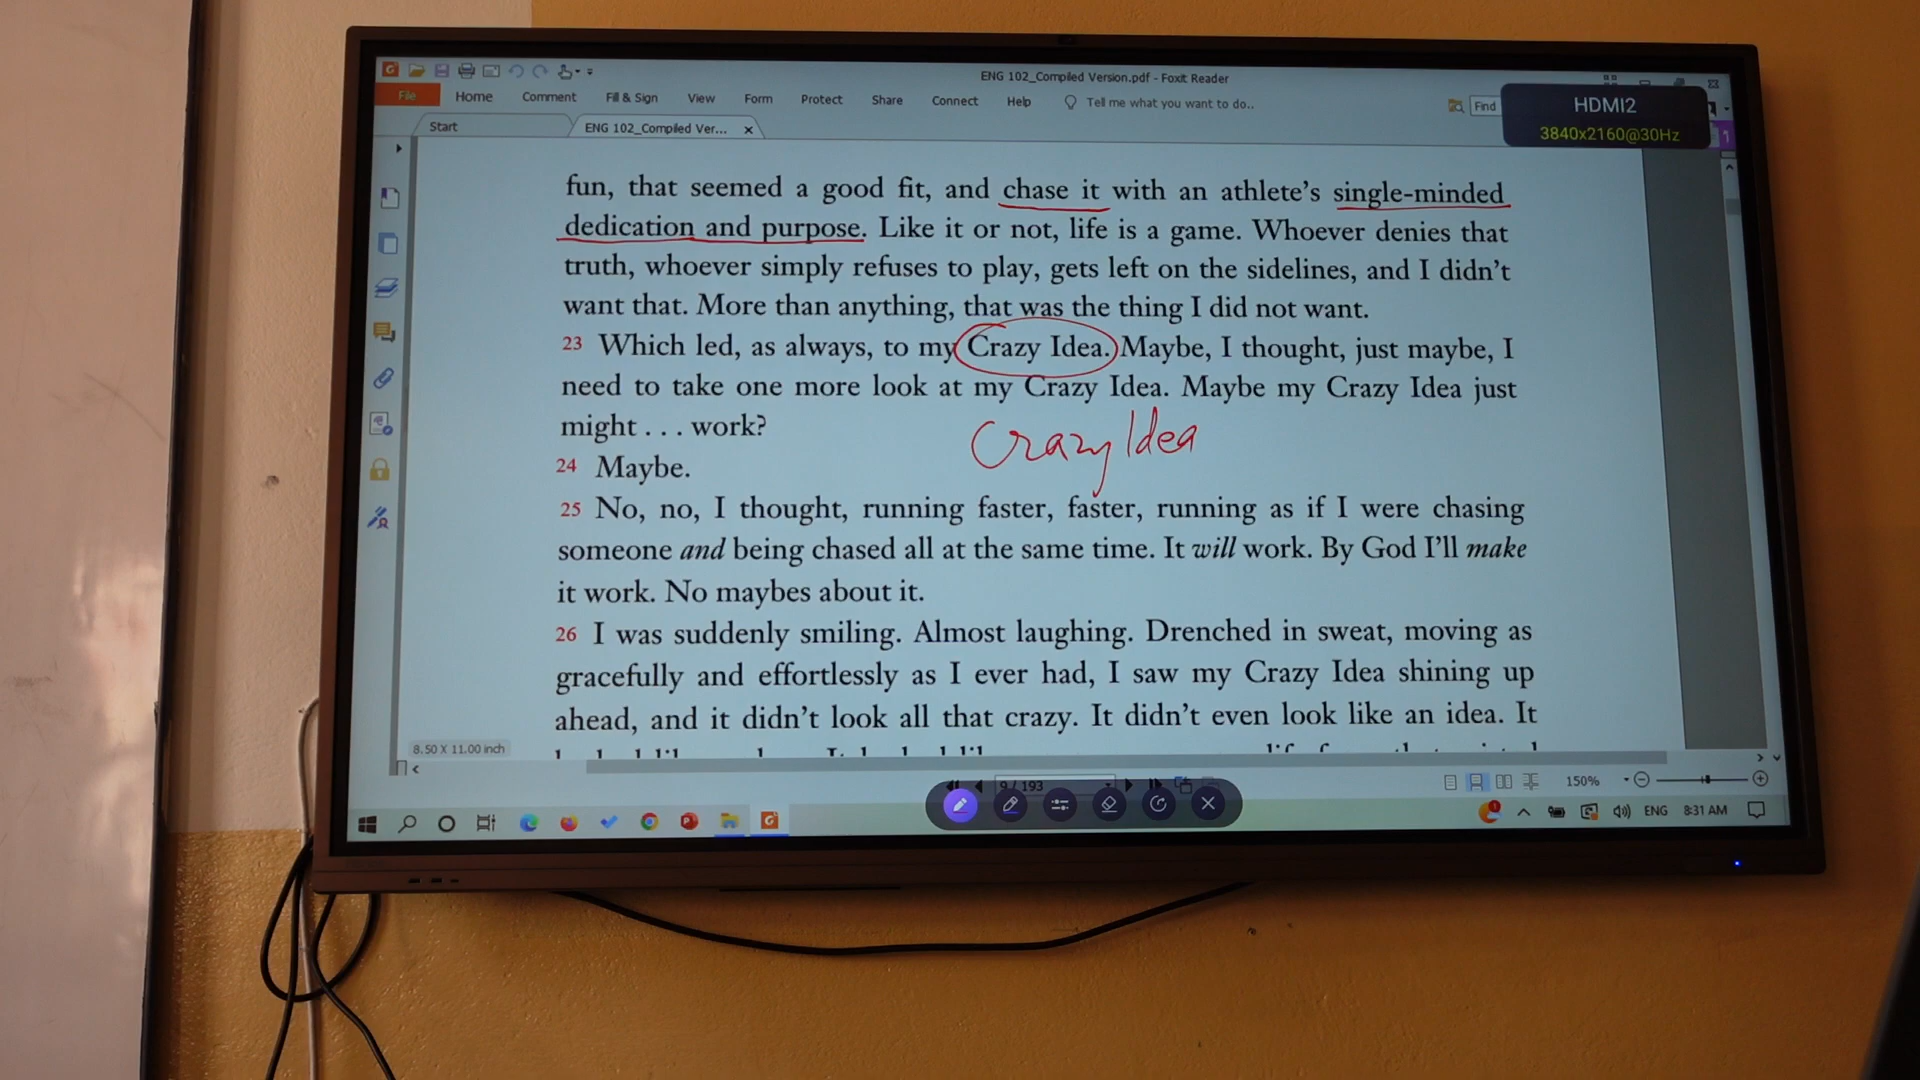 ENG 102_Compiled Version.pdf - Foxit Reader
File Home Comment Fill & Sign View Form Protect Share Connect Help Tell me what you want to do.. Find
HDMI2
3840x2160@30Hz
Start ENG 102_Compiled Ver...
fun, that seemed a good fit, and chase it with an athlete's single-minded
dedication and purpose. Like it or not, life is a game. Whoever denies that
truth, whoever simply refuses to play, gets left on the sidelines, and I didn't
want that. More than anything, that was the thing I did not want.
23 Which led, as always, to my Crazy Idea. Maybe, I thought, just maybe, I
need to take one more look at my Crazy Idea. Maybe my Crazy Idea just
might . . . work?
Crazy Idea
24 Maybe.
25 No, no, I thought, running faster, faster, running as if I were chasing
someone and being chased all at the same time. It will work. By God I'll make
it work. No maybes about it.
26 I was suddenly smiling. Almost laughing. Drenched in sweat, moving as
gracefully and effortlessly as I ever had, I saw my Crazy Idea shining up
ahead, and it didn't look all that crazy. It didn't even look like an idea. It
8.50 X 11.00 inch
9 / 193
150%
ENG 8:31 AM